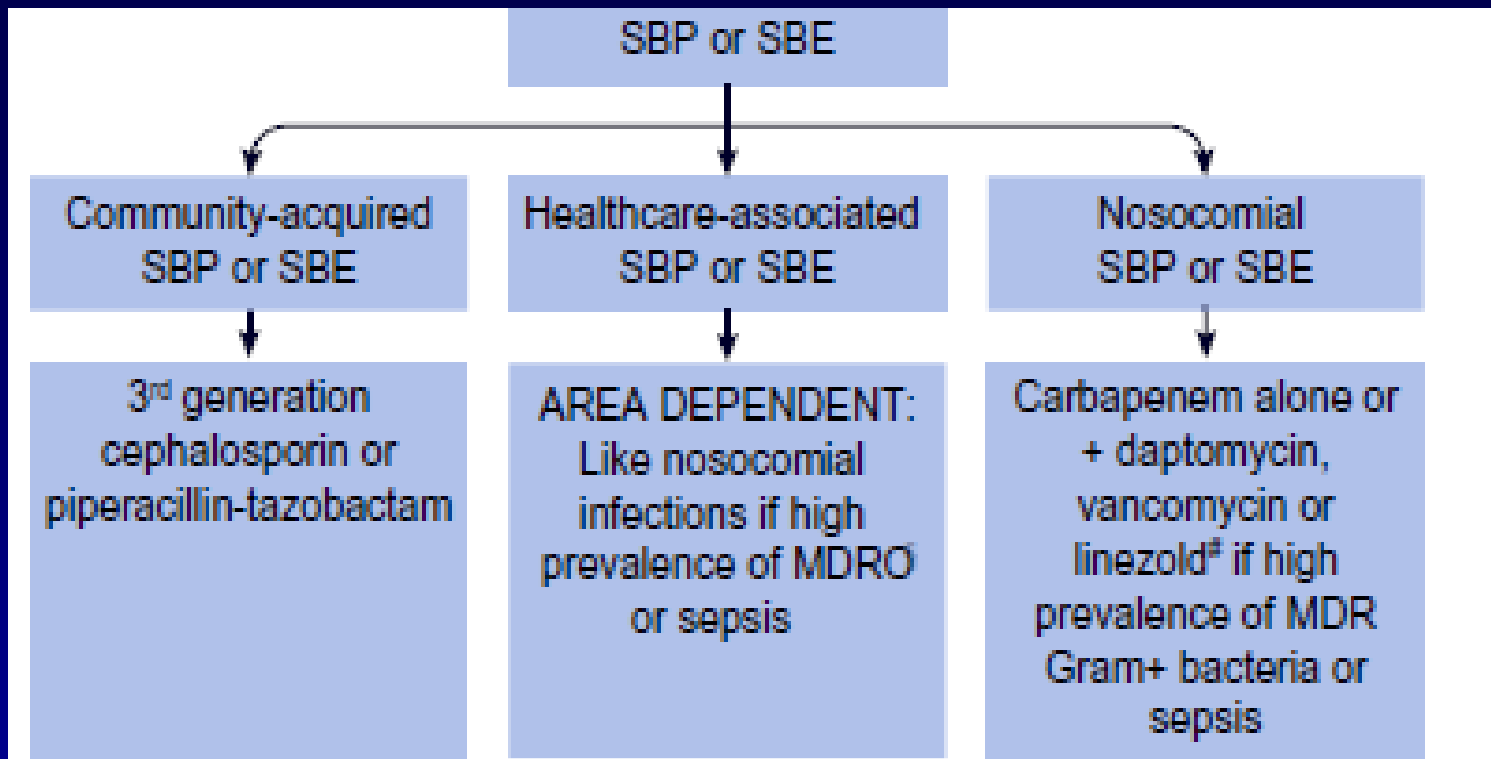 SBP or SBE
Community-acquired
SBP or SBE
Healthcare-associated
SBP or SBE
Nosocomial
SBP or SBE
3rd generation
cephalosporin or
piperacillin-tazobactam
AREA DEPENDENT:
Like nosocomial
infections if high
prevalence of MDRO
or sepsis
Carbapenem alone or
+ daptomycin,
vancomycin or
linezold# if high
prevalence of MDR
Gram+ bacteria or
sepsis